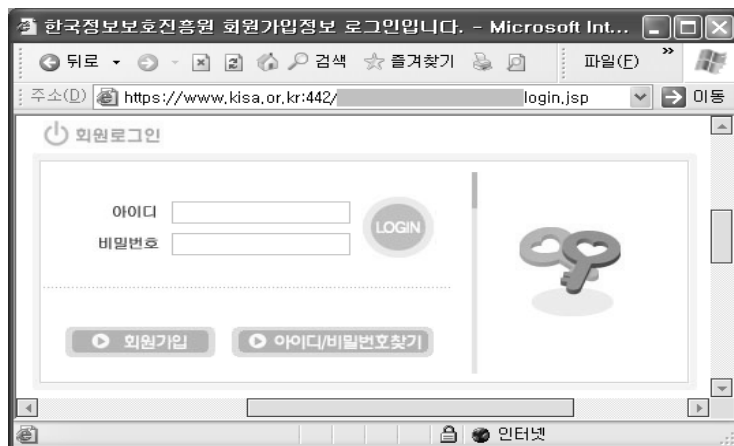 한국정보보호진흥원 회원가입정보 로그인입니다. - Microsoft Int...
뒤로 검색 즐겨찾기 파일(F) »
주소(D) https://www.kisa.or.kr:442/ login.jsp 이동
회원로그인
아이디
비밀번호
LOGIN
회원가입 아이디/비밀번호찾기
인터넷